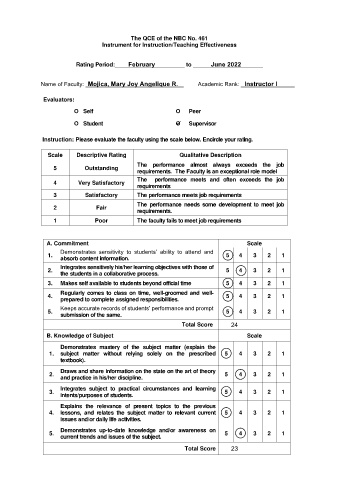 The QCE of the NBC No. 461
Instrument for Instruction/Teaching Effectiveness
Rating Period: February to June 2022
Name of Faculty: Mojica, Mary Joy Angelique R. Academic Rank: Instructor I
Evaluators:
O Self O Peer
O Student Supervisor
Instruction: Please evaluate the faculty using the scale below. Encircle your rating.
Scale Descriptive Rating Qualitative Description
5 Outstanding The performance almost always exceeds the job
requirements. The Faculty is an exceptional role model
4 Very Satisfactory The performance meets and often exceeds the job
requirements
3 Satisfactory The performance meets job requirements
2 Fair The performance needs some development to meet job
requirements.
1 Poor The faculty fails to meet job requirements
A. Commitment Scale
1. Demonstrates sensitivity to students' ability to attend and
absorb content information. 5 4 3 2 1
2. Integrates sensitively his/her learning objectives with those of
the students in a collaborative process. 5 4 3 2 1
3. Makes self available to students beyond official time 5 4 3 2 1
4. Regularly comes to class on time, well-groomed and well-
prepared to complete assigned responsibilities. 5 4 3 2 1
5. Keeps accurate records of students' performance and prompt
submission of the same. 5 4 3 2 1
Total Score 24
B. Knowledge of Subject Scale
1. Demonstrates mastery of the subject matter (explain the
subject matter without relying solely on the prescribed
textbook). 5 4 3 2 1
2. Draws and share information on the state on the art of theory
and practice in his/her discipline. 5 4 3 2 1
3. Integrates subject to practical circumstances and learning
intents/purposes of students. 5 4 3 2 1
4. Explains the relevance of present topics to the previous
lessons, and relates the subject matter to relevant current
issues and/or daily life activities. 5 4 3 2 1
5. Demonstrates up-to-date knowledge and/or awareness on
current trends and issues of the subject. 5 4 3 2 1
Total Score 23